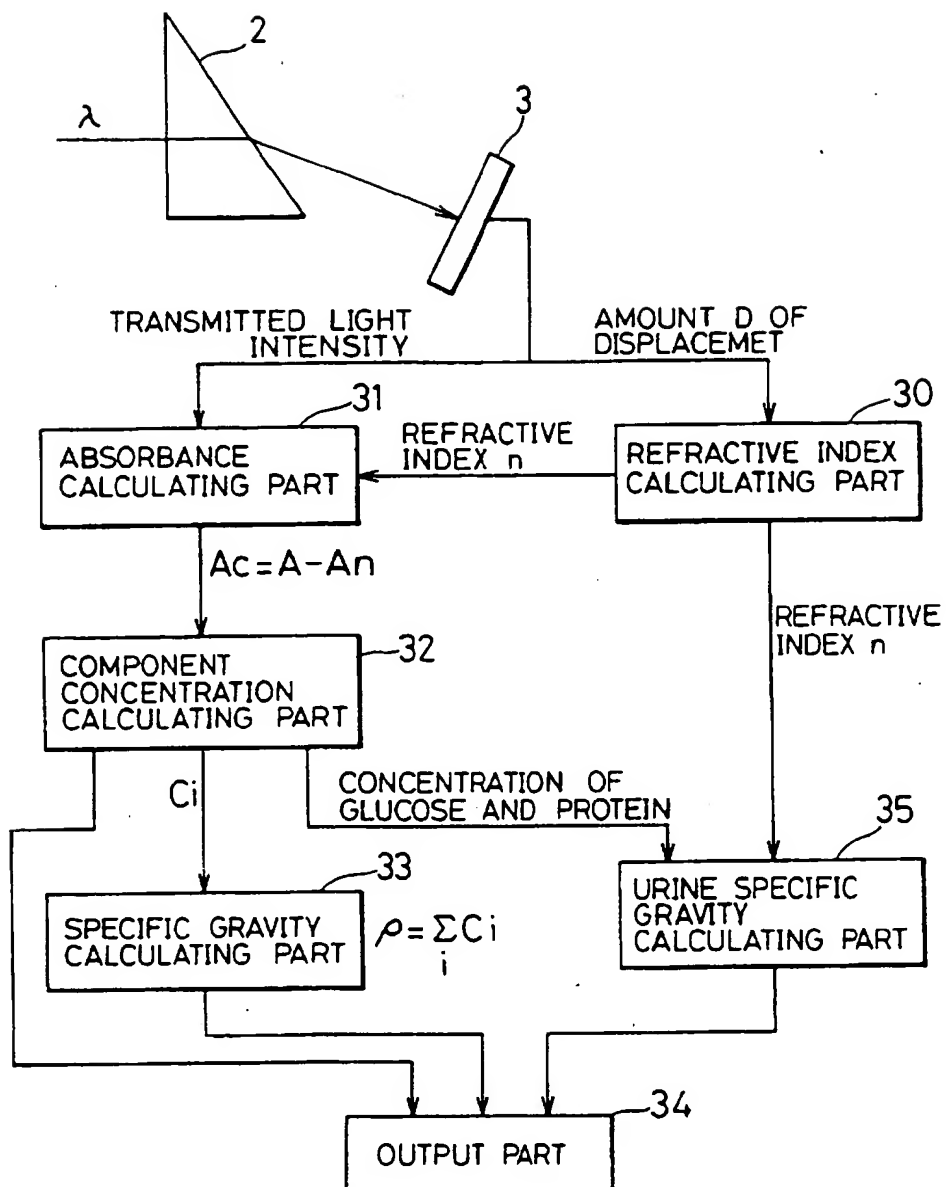 2
λ
3
TRANSMITTED LIGHT
INTENSITY
AMOUNT D OF
DISPLACEMET
31
30
ABSORBANCE
CALCULATING PART
REFRACTIVE
INDEX n
REFRACTIVE INDEX
CALCULATING PART
Ac=A-An
REFRACTIVE
INDEX n
32
COMPONENT
CONCENTRATION
CALCULATING PART
Ci
CONCENTRATION OF
GLUCOSE AND PROTEIN
35
33
URINE SPECIFIC
GRAVITY
CALCULATING PART
SPECIFIC GRAVITY
CALCULATING PART
ρ=ΣCi
i
34
OUTPUT PART